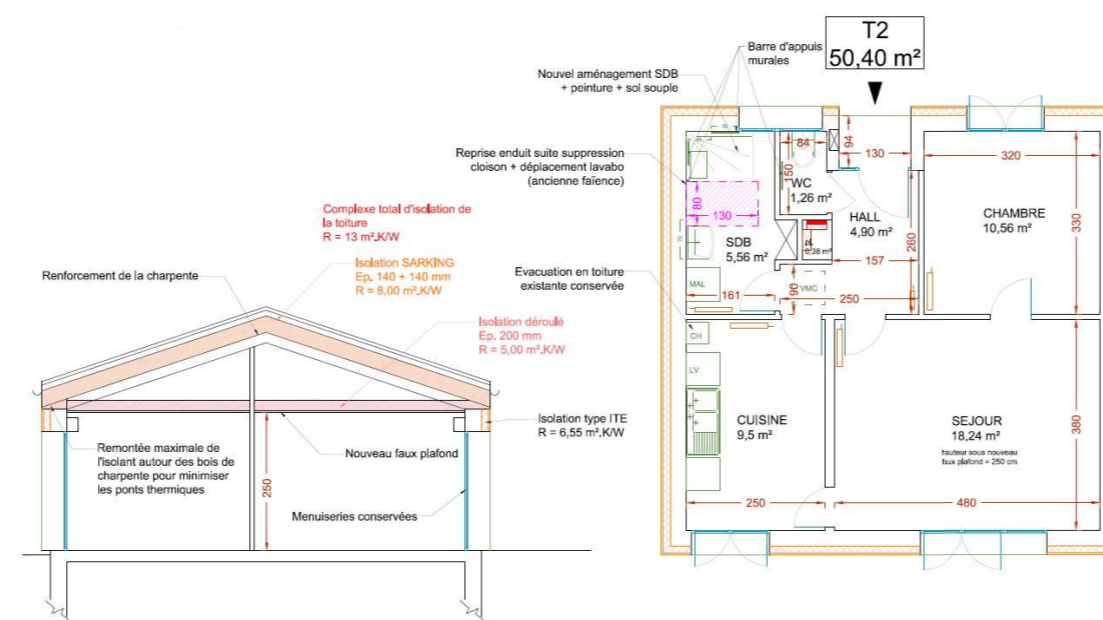 T2
50,40 m²
Barre d'appuis
murales
Nouvel aménagement SDB
+ peinture + sol souple
Reprise enduit suite suppression
cloison + déplacement lavabo
(ancienne faïence)
Complexe total d'isolation de
la toiture
R = 13 m².K/W
Isolation SARKING
Ep. 140 + 140 mm
R = 8,00 m².K/W
Renforcement de la charpente
Evacuation en toiture
existante conservée
Isolation déroulé
Ep. 200 mm
R = 5,00 m².K/W
Isolation type ITE
R = 6,55 m².K/W
Remontée maximale de
l'isolant autour des bois de
charpente pour minimiser
les ponts thermiques
Nouveau faux plafond
250
Menuiseries conservées
94
130
84
150
WC
1,26 m²
320
330
CHAMBRE
10,56 m²
HALL
4,90 m²
260
80
130
SDB
5,56 m²
PL
0,38 m²
157
MAL
161
90
VMC
250
CH
LV
CUISINE
9,5 m²
SEJOUR
18,24 m²
hauteur sous nouveau
faux plafond = 250 cm
380
250
480